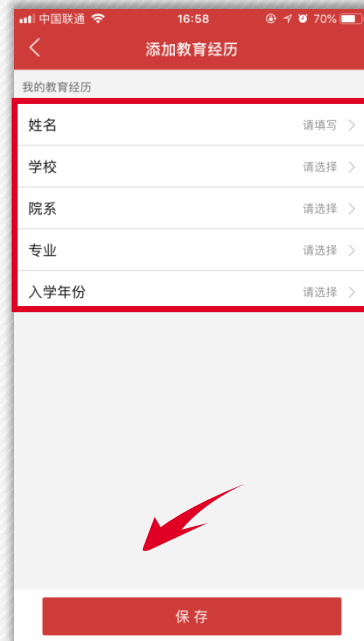 中国联通 16:58 70%
添加教育经历
我的教育经历
姓名 请填写
学校 请选择
院系 请选择
专业 请选择
入学年份 请选择
保存